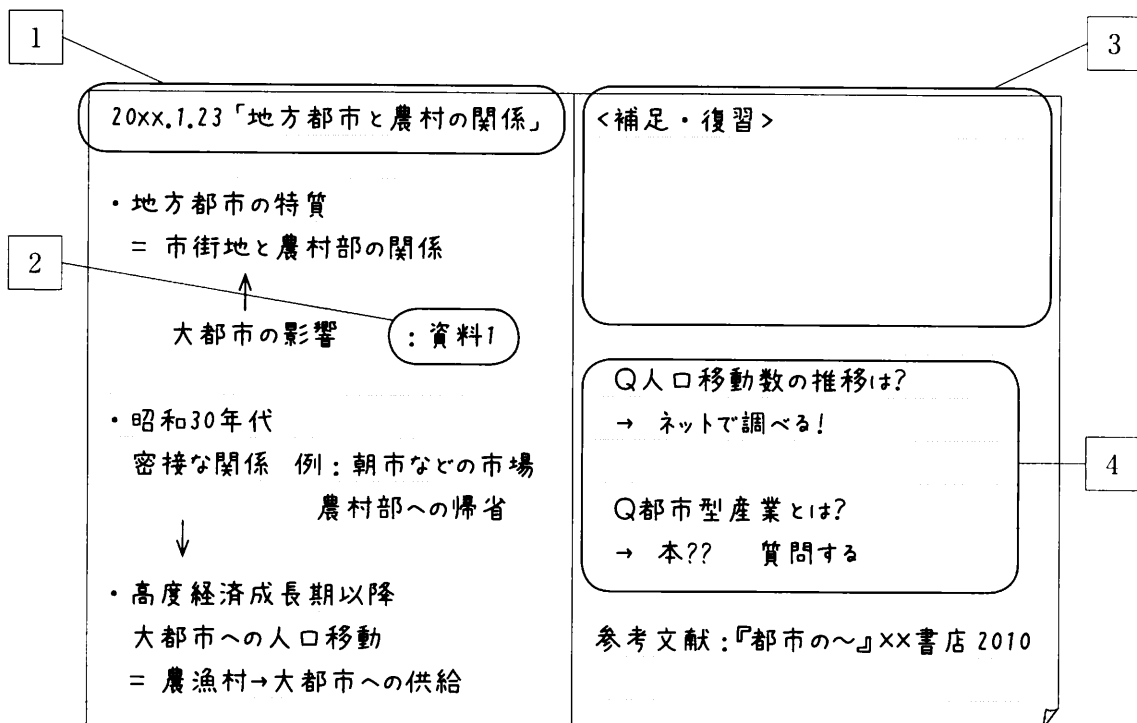 1
20xx.1.23「地方都市と農村の関係」
・地方都市の特質
= 市街地と農村部の関係
2
↑
大都市の影響 :資料1
・昭和30年代
密接な関係 例:朝市などの市場
農村部への帰省
↓
・高度経済成長期以降
大都市への人口移動
= 農漁村→大都市への供給
3
<補足・復習>
Q人口移動数の推移は?
→ ネットで調べる!
4
Q都市型産業とは?
→ 本?? 質問する
参考文献:『都市の~』××書店 2010